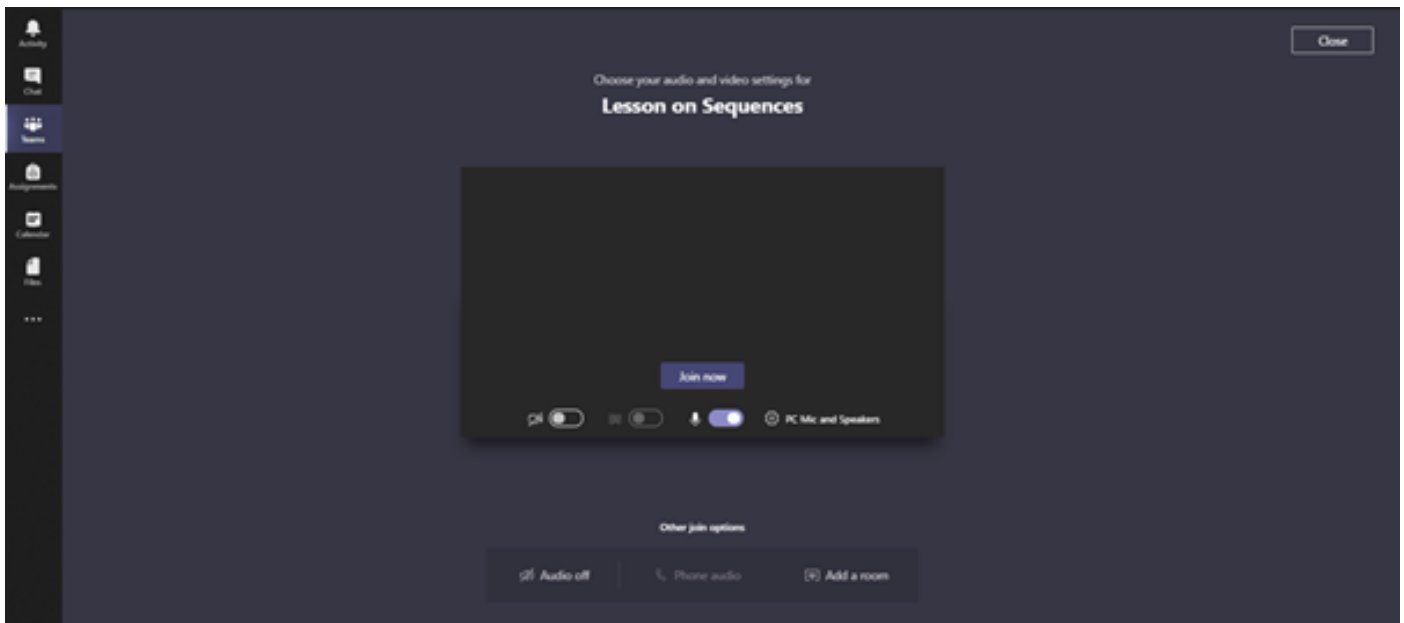 Activity
Chat
Teams
Assignments
Calendar
Files
Close
Choose your audio and video settings for
Lesson on Sequences
Join now
PC Mic and Speakers
Other join options
Audio off
Phone audio
Add a room